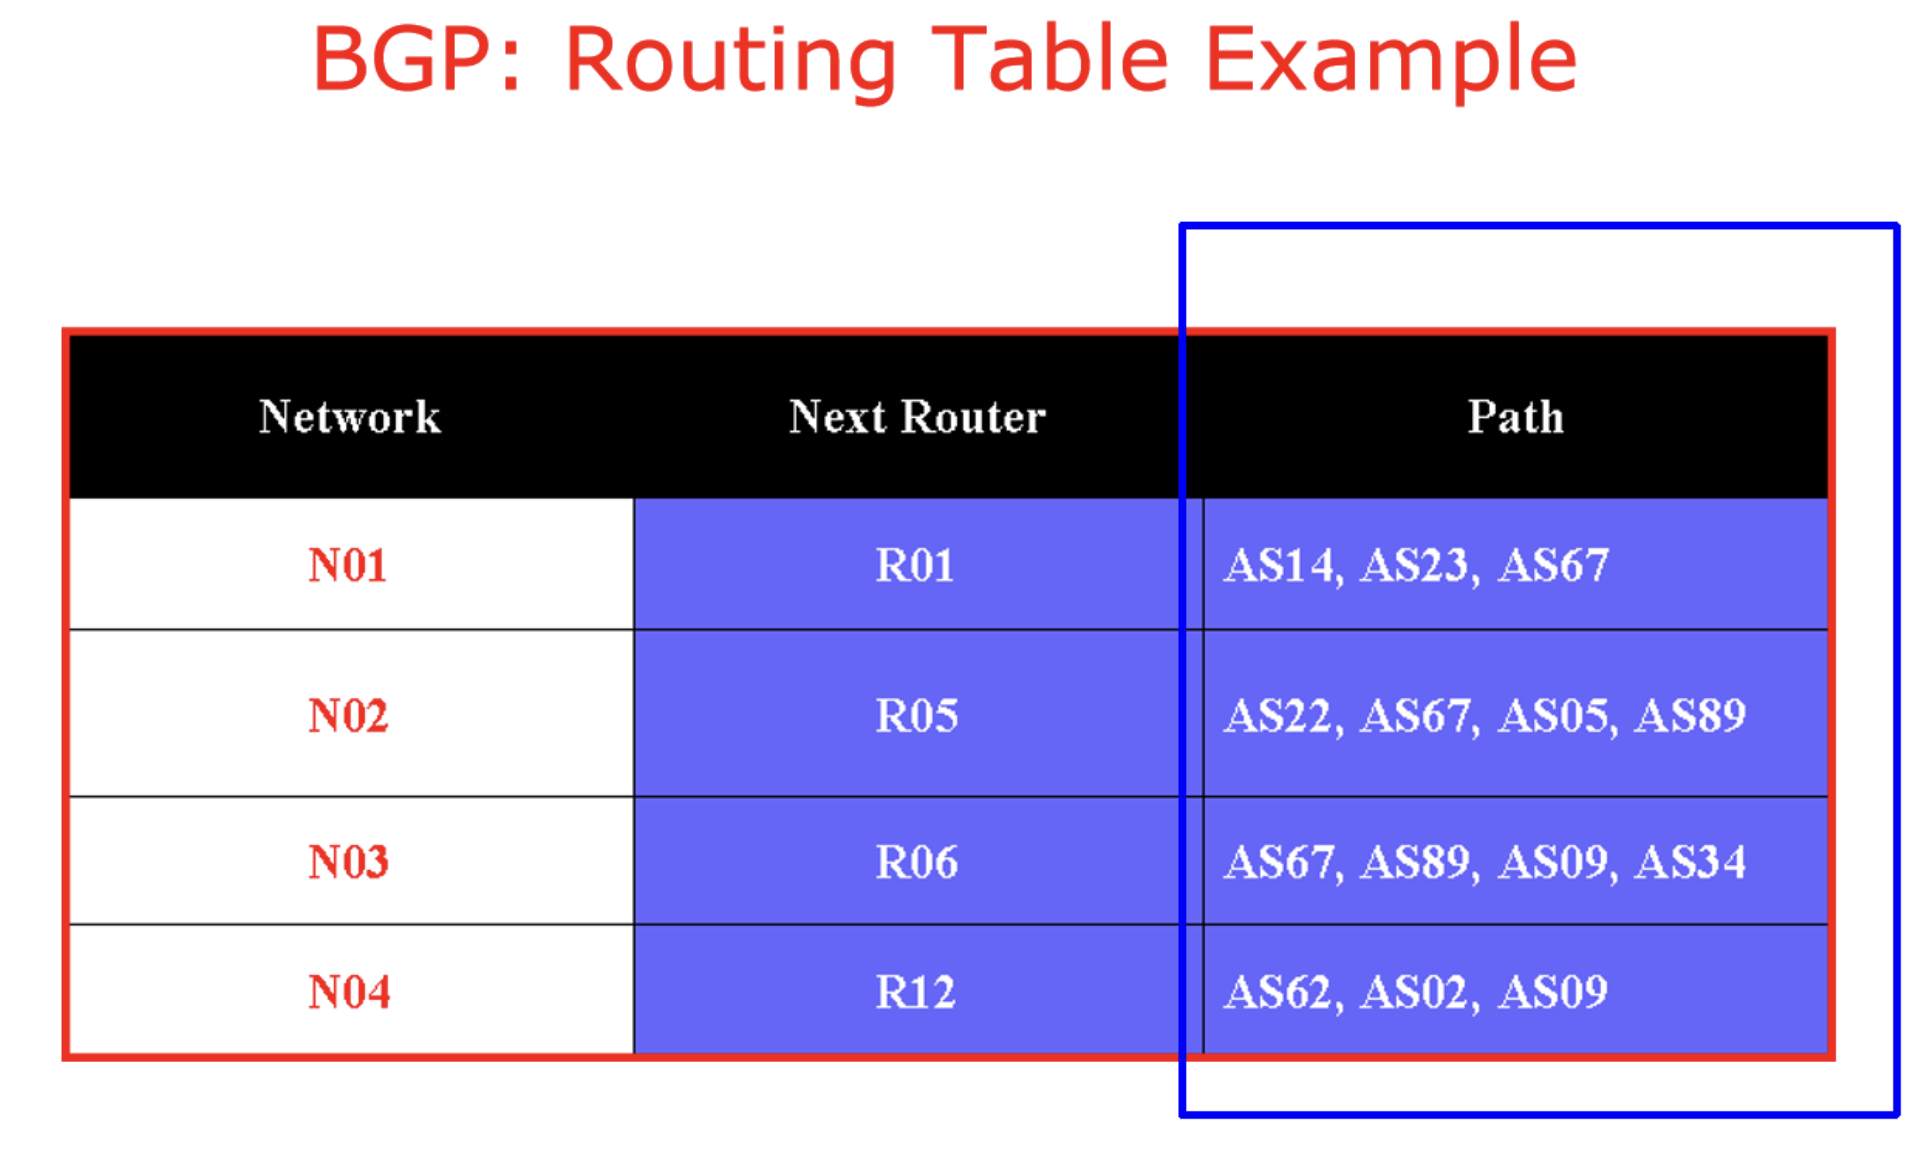 BGP: Routing Table Example
Network Next Router Path
N01 R01 AS14, AS23, AS67
N02 R05 AS22, AS67, AS05, AS89
N03 R06 AS67, AS89, AS09, AS34
N04 R12 AS62, AS02, AS09